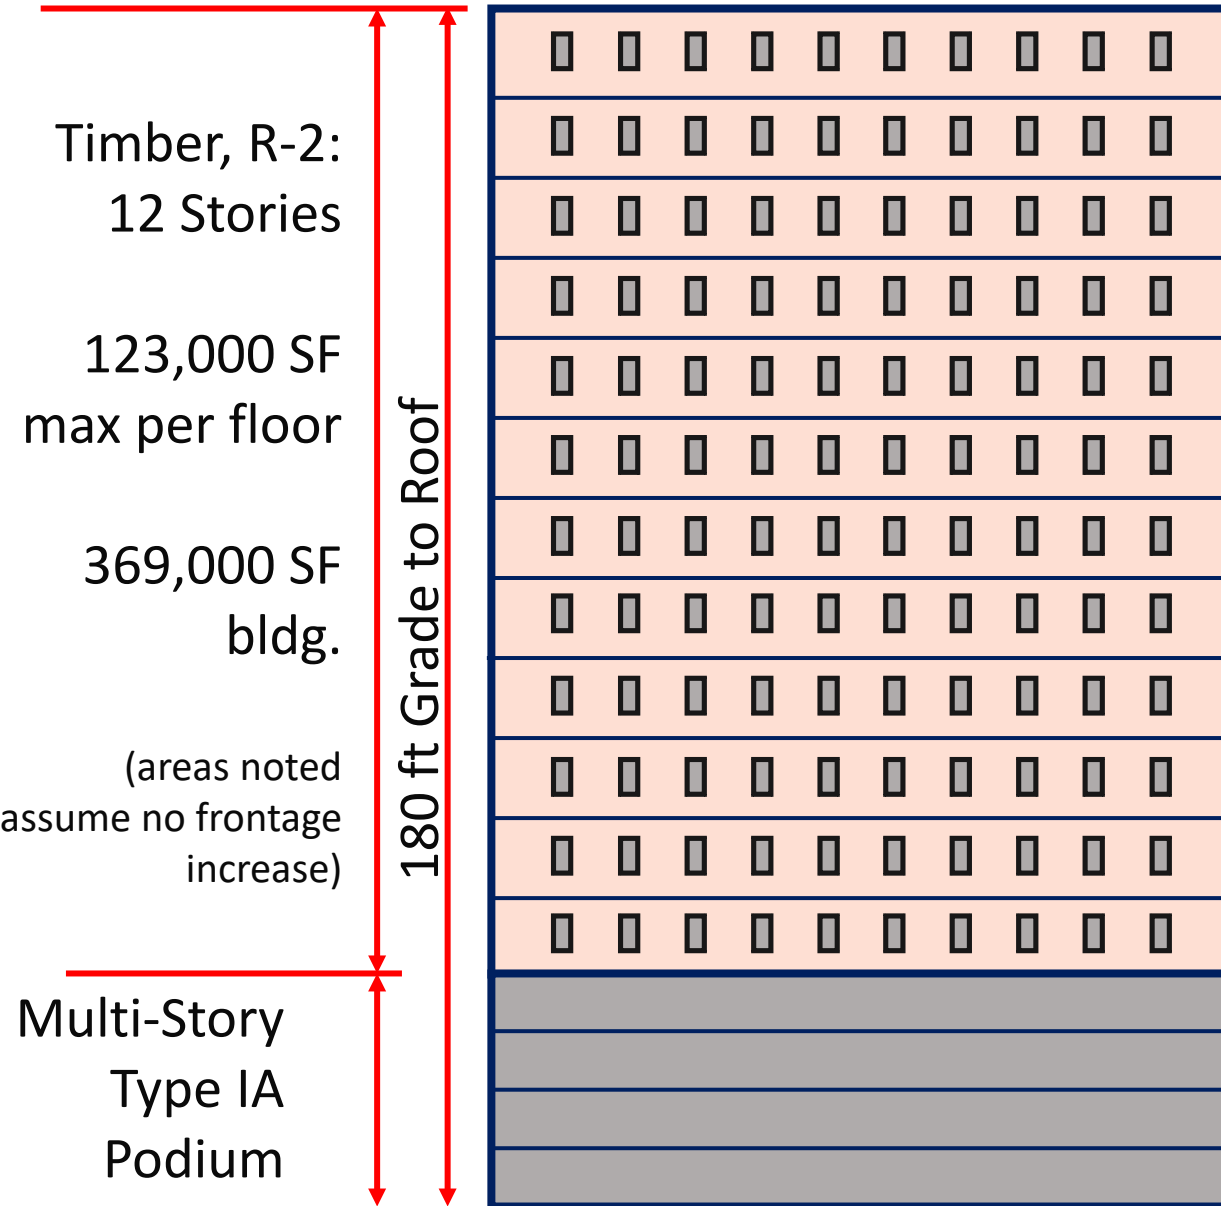 Timber, R-2:
12 Stories
123,000 SF
max per floor
369,000 SF
bldg.
(areas noted
assume no frontage
increase)
180 ft Grade to Roof
Multi-Story
Type IA
Podium